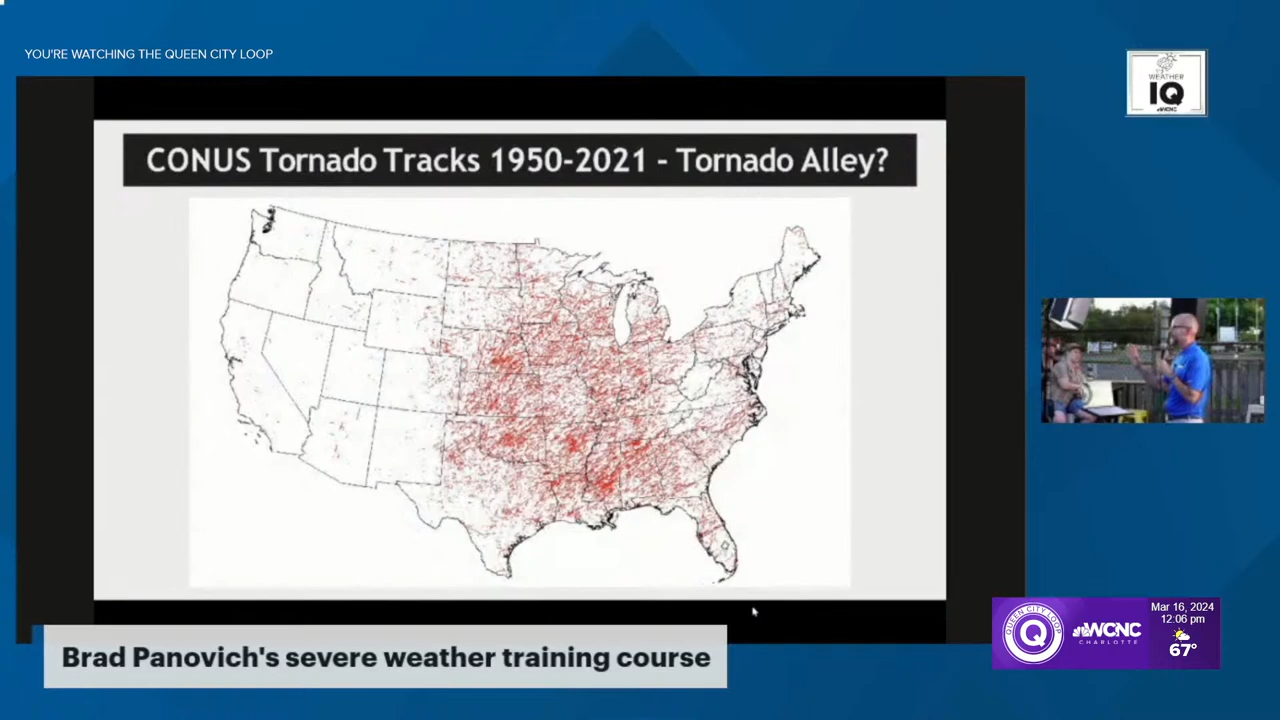 YOU'RE WATCHING THE QUEEN CITY LOOP
WEATHER
IQ
WCNC
CONUS Tornado Tracks 1950-2021 - Tornado Alley?
Brad Panovich's severe weather training course
QUEEN CITY LOOP
Q
WCNC
CHARLOTTE
Mar 16, 2024
12:06 pm
67°